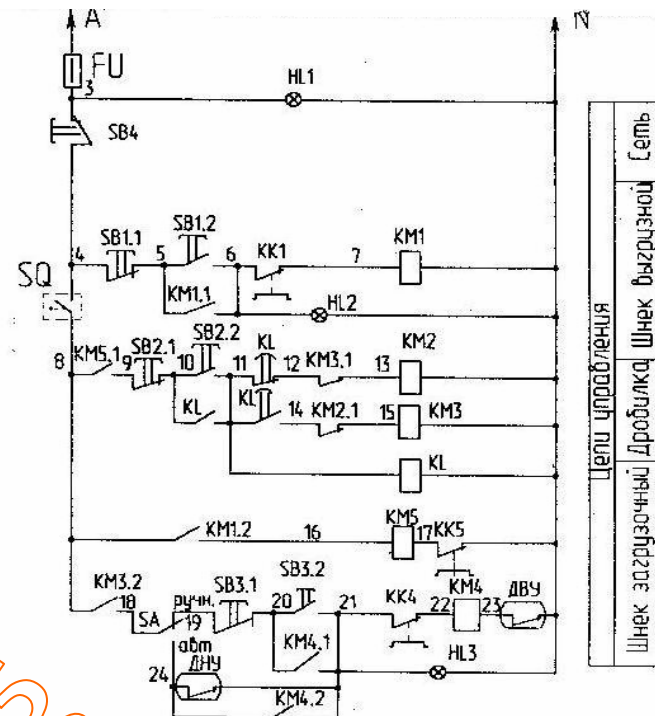 A N
FU
3
HL1
SB4
4 SB1.1 5 SB1.2 6 KK1 7 KM1
SQ
KM1.1
HL2
8 KM5.1 9 SB2.1 10 SB2.2 11 KL 12 KM3.1 13 KM2
KL KL 14 KM2.1 15 KM3
KL
KM1.2 16 KM5 17 KK5
KM3.2 18 SA ручн. 19 SB3.1 20 SB3.2 21 KK4 22 KM4 23 ДВУ
авт
KM4.1
24 ДНУ
HL3
KM4.2
Цепи управления
Сеть
Шнек выгрузной
Дробилка
Шнек загрузочный